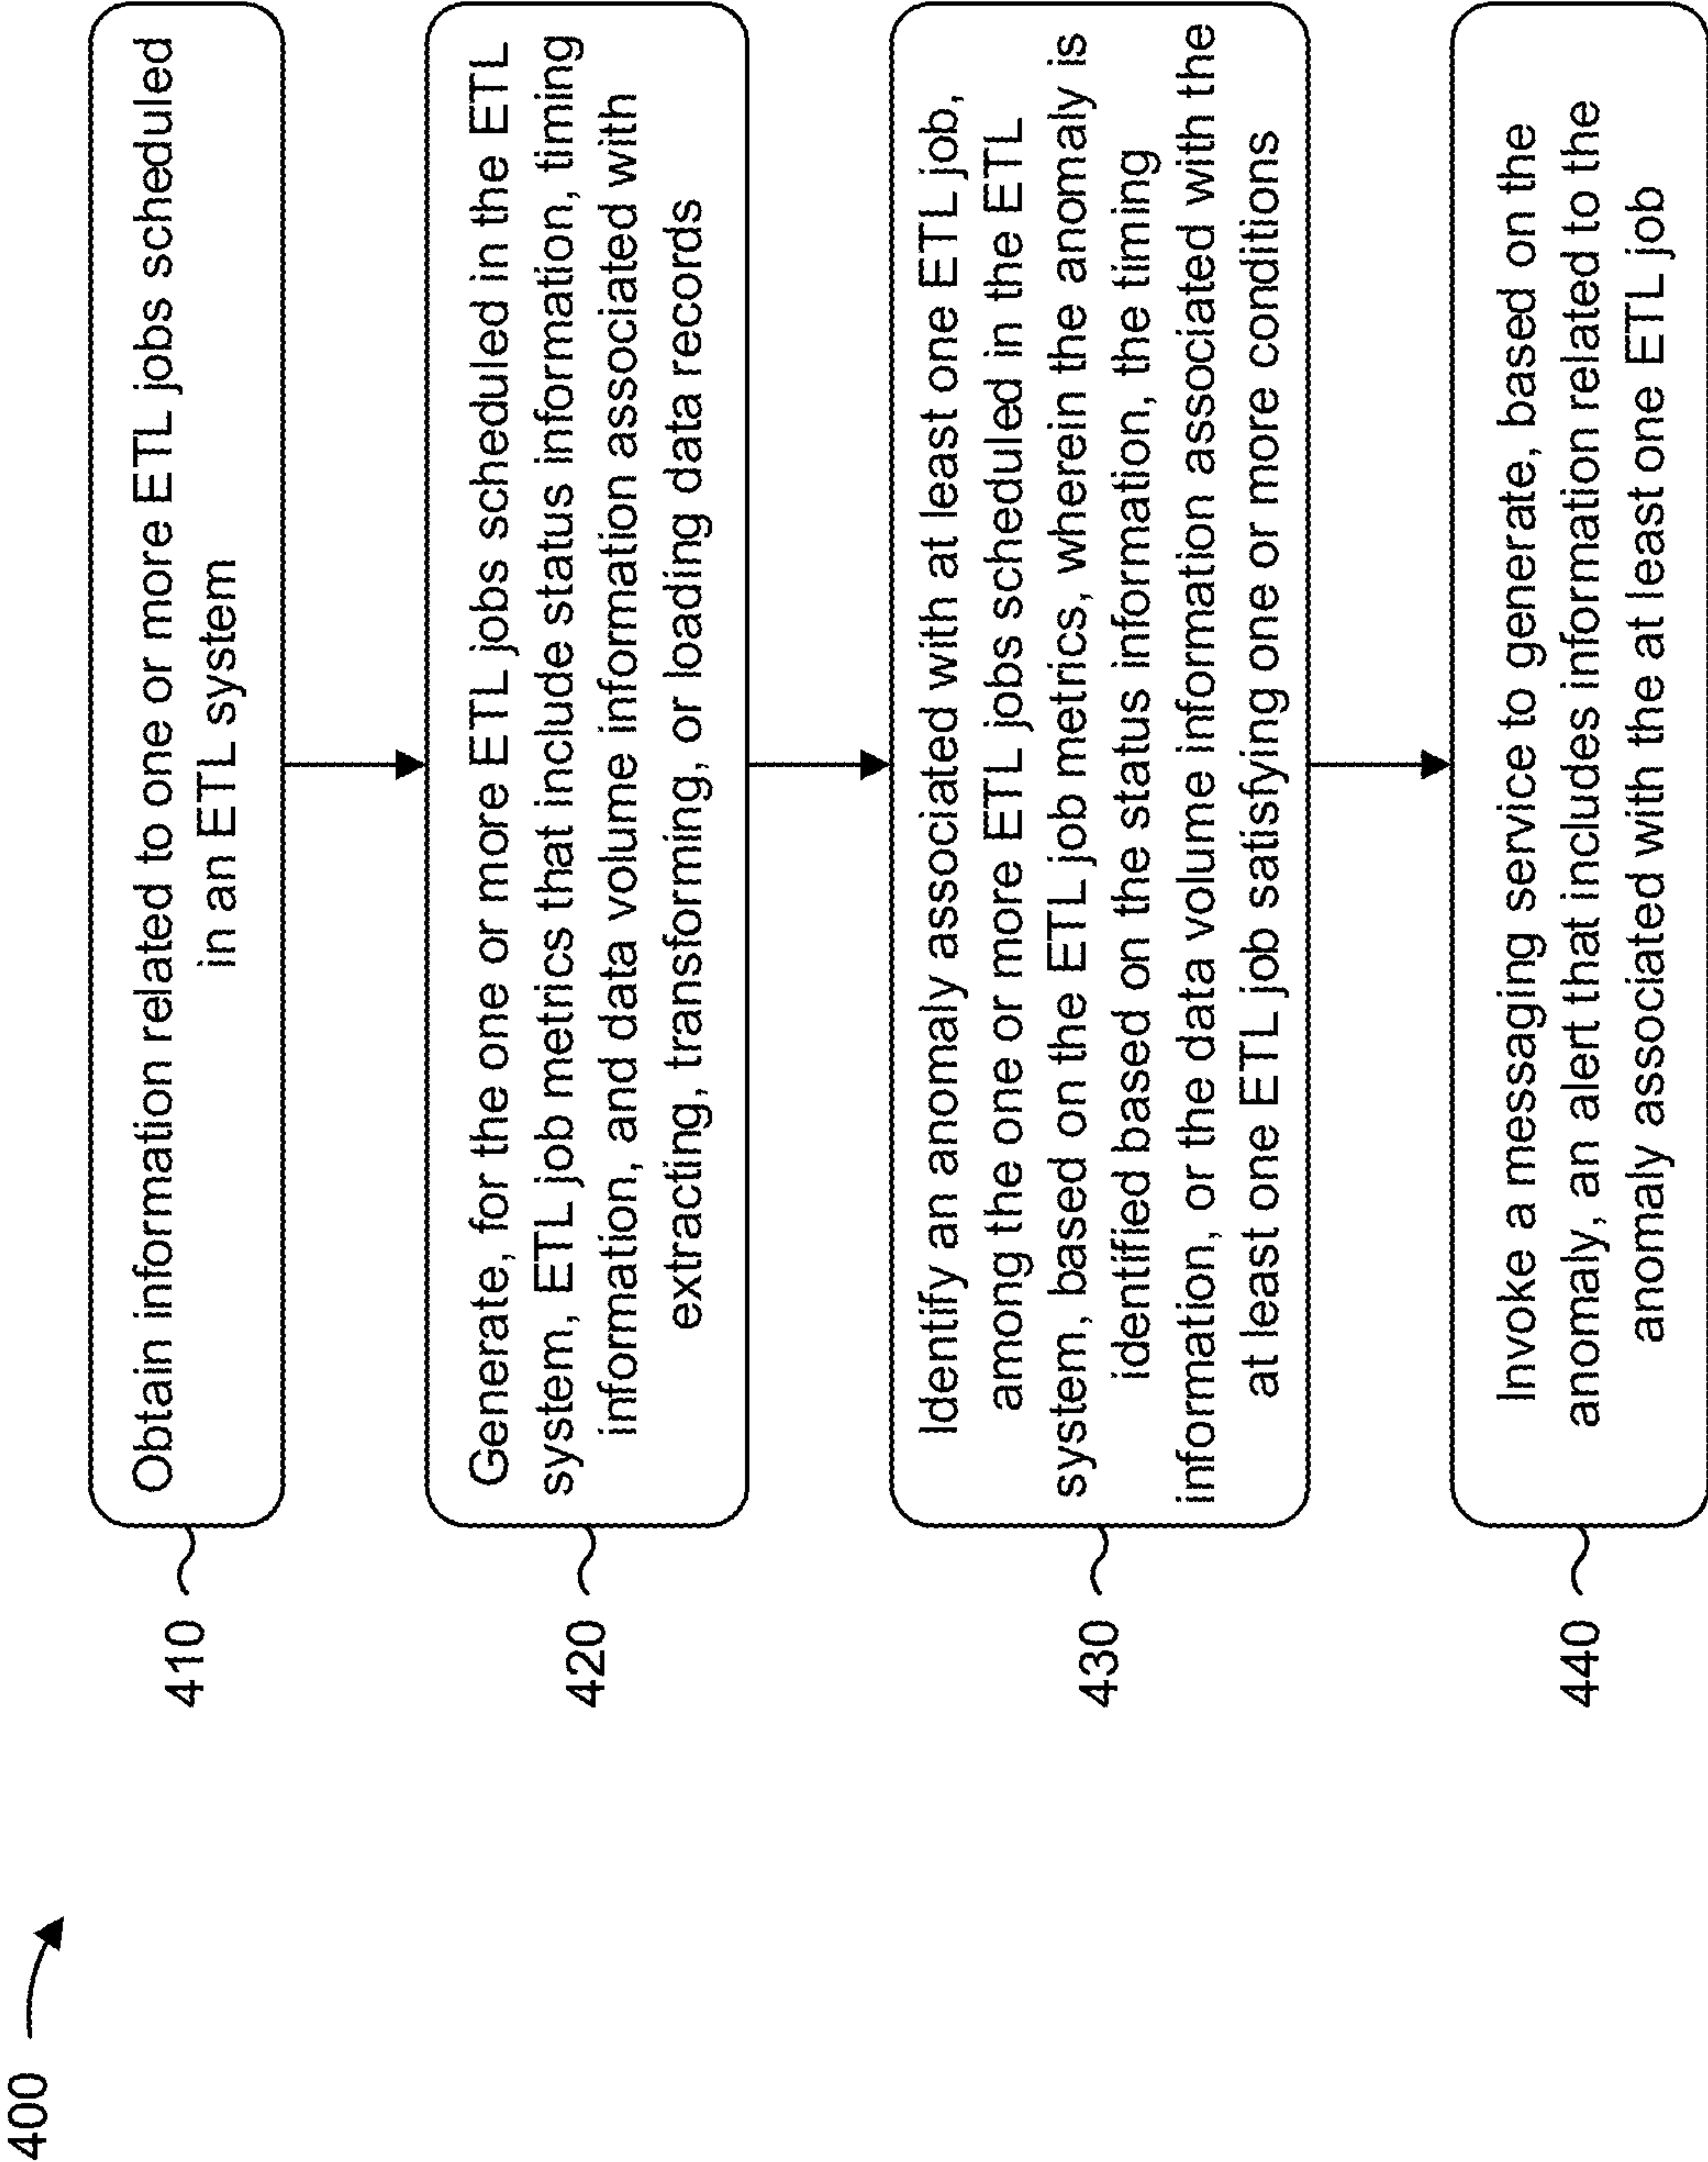 400
410
Obtain information related to one or more ETL jobs scheduled
in an ETL system
420
Generate, for the one or more ETL jobs scheduled in the ETL
system, ETL job metrics that include status information, timing
information, and data volume information associated with
extracting, transforming, or loading data records
430
Identify an anomaly associated with at least one ETL job,
among the one or more ETL jobs scheduled in the ETL
system, based on the ETL job metrics, wherein the anomaly is
identified based on the status information, the timing
information, or the data volume information associated with the
at least one ETL job satisfying one or more conditions
440
Invoke a messaging service to generate, based on the
anomaly, an alert that includes information related to the
anomaly associated with the at least one ETL job